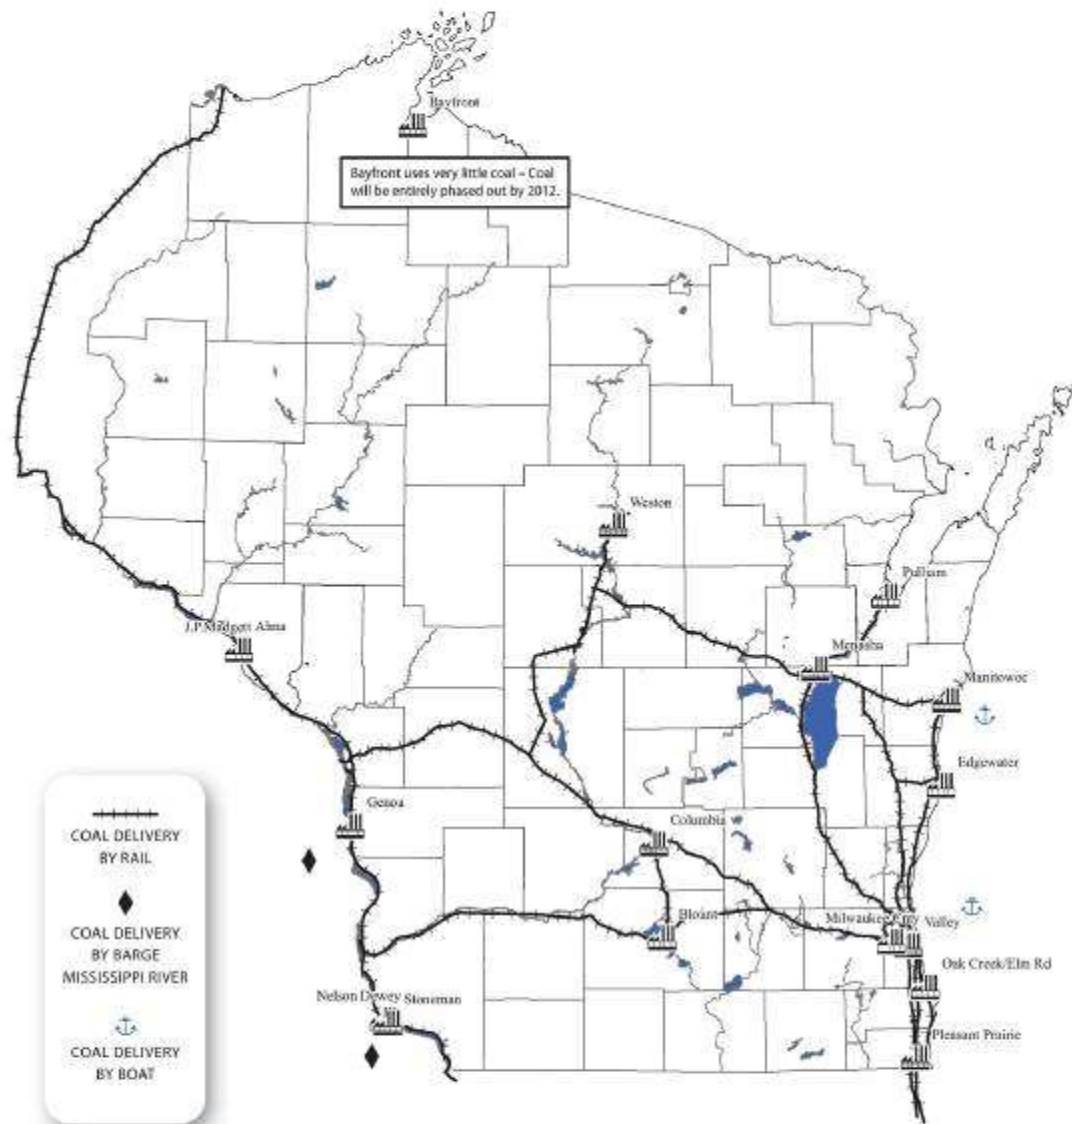 Bayfront
Bayfront uses very little coal – Coal
will be entirely phased out by 2012.
Weston
Pulliam
J.P.Madgett Alma
Menasha
Manitowoc
Edgewater
Genoa
Columbia
COAL DELIVERY
BY RAIL
COAL DELIVERY
BY BARGE
MISSISSIPPI RIVER
COAL DELIVERY
BY BOAT
Blount
Milwaukee Cnty
Valley
Oak Creek/Elm Rd
Nelson Dewey
Stoneman
Pleasant Prairie